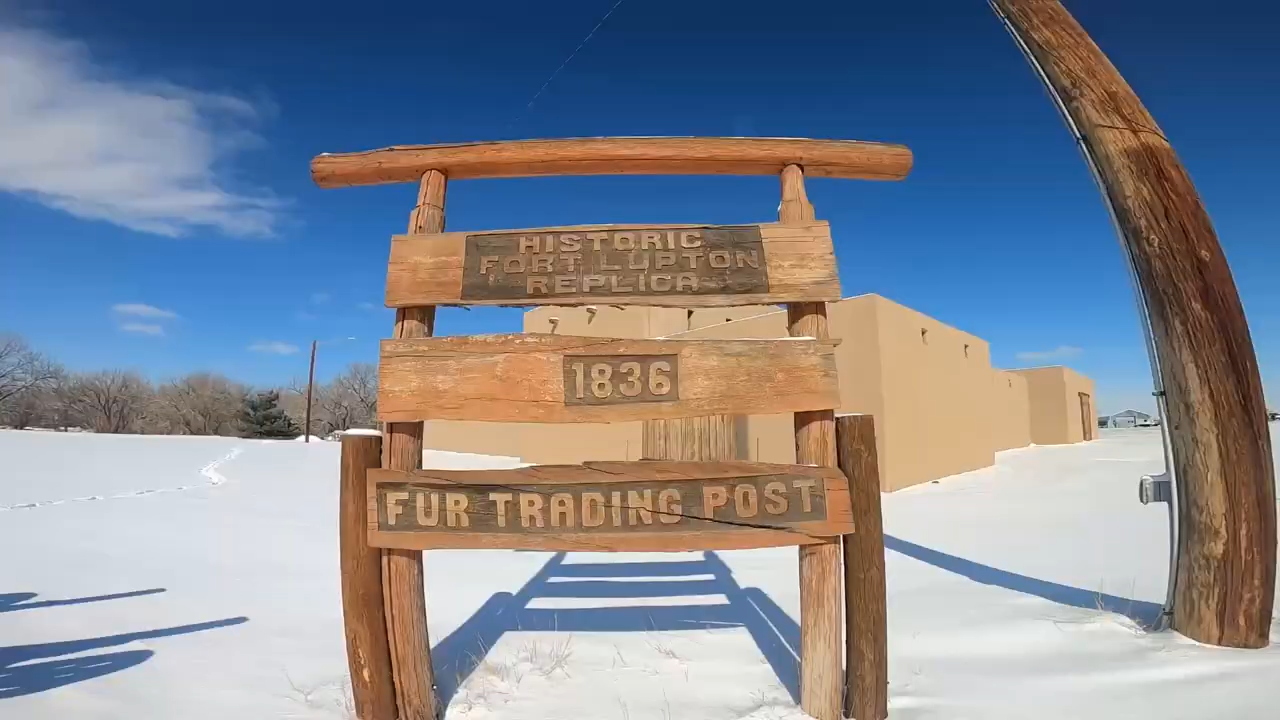 HISTORIC
FORT LUPTON
REPLICA
1836
FUR TRADING POST